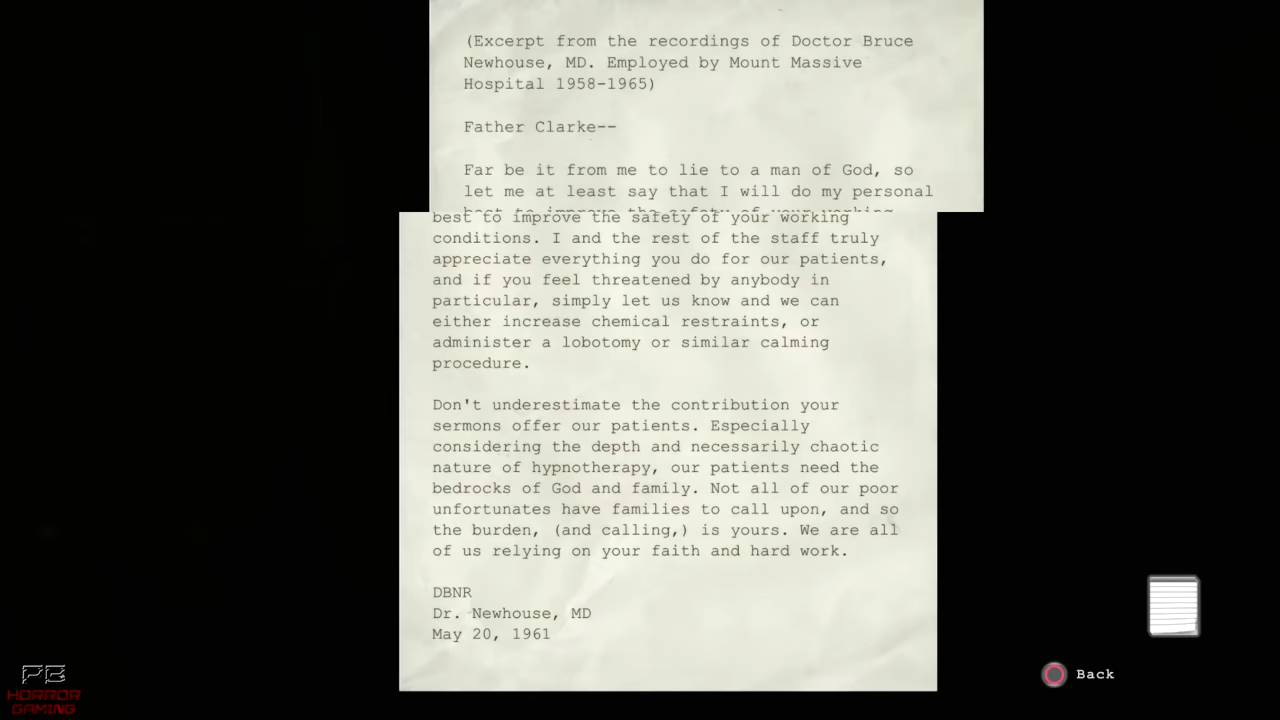 (Excerpt from the recordings of Doctor Bruce
Newhouse, MD. Employed by Mount Massive
Hospital 1958-1965)
Father Clarke--
Far be it from me to lie to a man of God, so
let me at least say that I will do my personal
best to improve the safety of your working
conditions. I and the rest of the staff truly
appreciate everything you do for our patients,
and if you feel threatened by anybody in
particular, simply let us know and we can
either increase chemical restraints, or
administer a lobotomy or similar calming
procedure.
Don't underestimate the contribution your
sermons offer our patients. Especially
considering the depth and necessarily chaotic
nature of hypnotherapy, our patients need the
bedrocks of God and family. Not all of our poor
unfortunates have families to call upon, and so
the burden, (and calling,) is yours. We are all
of us relying on your faith and hard work.
DBNR
Dr. Newhouse, MD
May 20, 1961
Back
PB
HORROR
GAMING